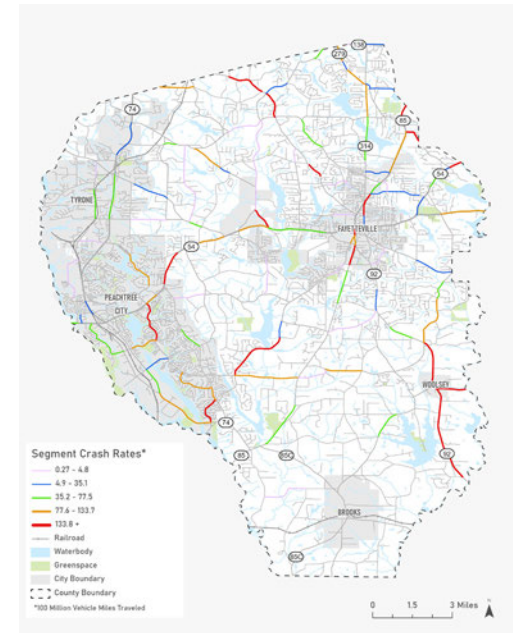 138
279
74
85
314
TYRONE
54
54
FAYETTEVILLE
92
PEACHTREE
CITY
WOOLSEY
74
85
85C
92
BROOKS
85C
Segment Crash Rates*
0.27 - 4.8
4.9 - 35.1
35.2 - 77.5
77.6 - 133.7
133.8 +
Railroad
Waterbody
Greenspace
City Boundary
County Boundary
*100 Million Vehicle Miles Traveled
0 1.5 3 Miles
N